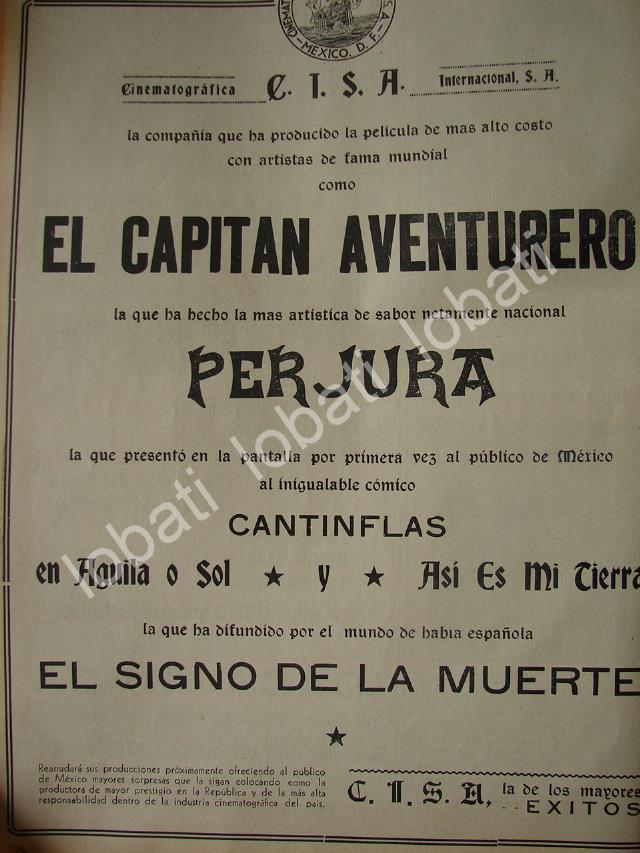 CINEMAT
S.A.
MEXICO, D. F.
Cinematográfica C. I. S. A. Internacional, S. A.
la compañía que ha producido la película de mas alto costo
con artistas de fama mundial
como
EL CAPITAN AVENTURERO
la que ha hecho la mas artística de sabor netamente nacional
PERJURA
la que presentó en la pantalla por primera vez al público de México
al inigualable cómico
CANTINFLAS
en Aguila o Sol ★ y ★ Así Es Mi Tierra
la que ha difundido por el mundo de habla española
EL SIGNO DE LA MUERTE
★
Reanudará sus producciones próximamente ofreciendo al público
de México mayores sorpresas que la sigan colocando como la
productora de mayor prestigio en la República y de la más alta
responsabilidad dentro de la industria cinematográfica del país.
C. I. S. A, la de los mayores
EXITOS
lobati lobati lobati